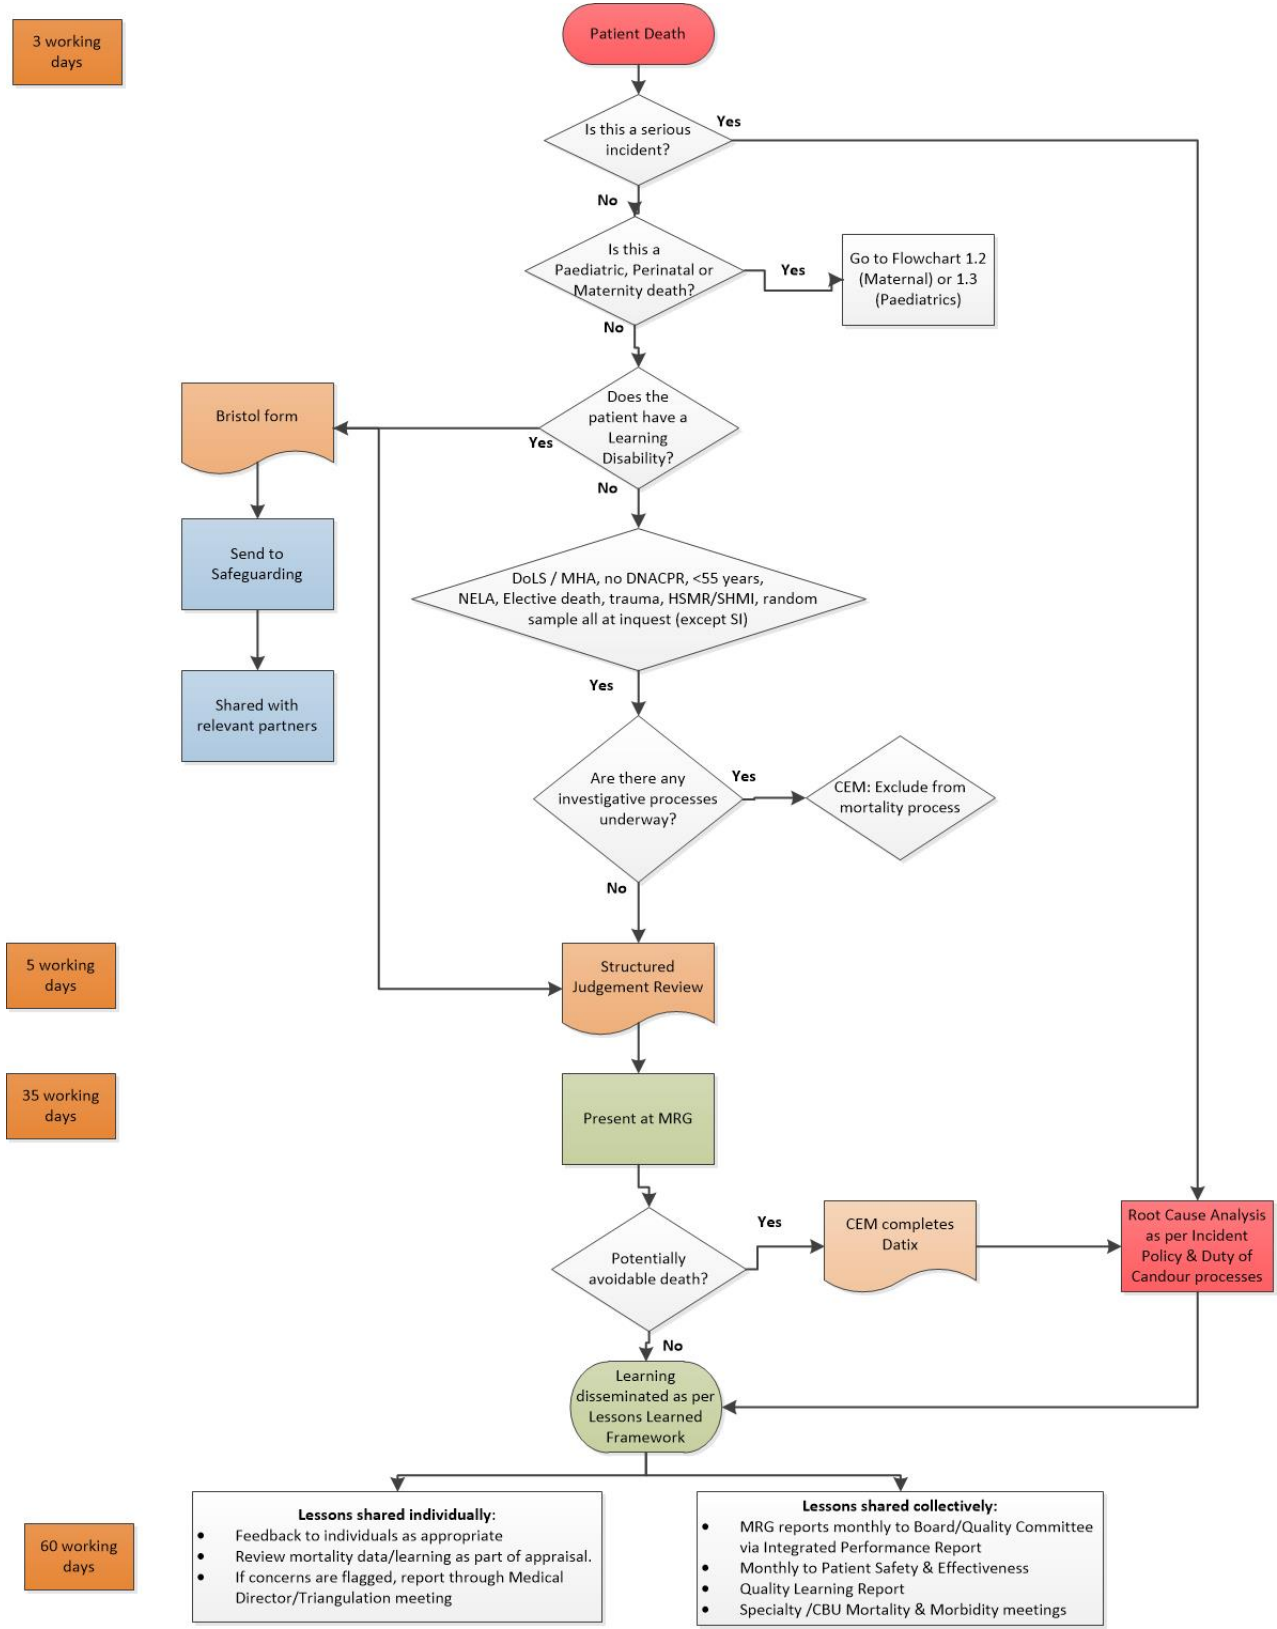 3 working
days
Patient Death
Is this a serious
incident?
Yes
No
Is this a
Paediatric, Perinatal or
Maternity death?
Yes
Go to Flowchart 1.2
(Maternal) or 1.3
(Paediatrics)
No
Does the
patient have a
Learning
Disability?
Yes
Bristol form
No
Send to
Safeguarding
DoLS / MHA, no DNACPR, <55 years,
NELA, Elective death, trauma, HSMR/SHMI, random
sample all at inquest (except SI)
Shared with
relevant partners
Yes
Are there any
investigative processes
underway?
Yes
CEM: Exclude from
mortality process
No
5 working
days
Structured
Judgement Review
35 working
days
Present at MRG
Potentially
avoidable death?
Yes
CEM completes
Datix
Root Cause Analysis
as per Incident
Policy & Duty of
Candour processes
No
Learning
disseminated as per
Lessons Learned
Framework
60 working
days
Lessons shared individually:
• Feedback to individuals as appropriate
• Review mortality data/learning as part of appraisal.
• If concerns are flagged, report through Medical
Director/Triangulation meeting
Lessons shared collectively:
• MRG reports monthly to Board/Quality Committee
via Integrated Performance Report
• Monthly to Patient Safety & Effectiveness
• Quality Learning Report
• Specialty /CBU Mortality & Morbidity meetings